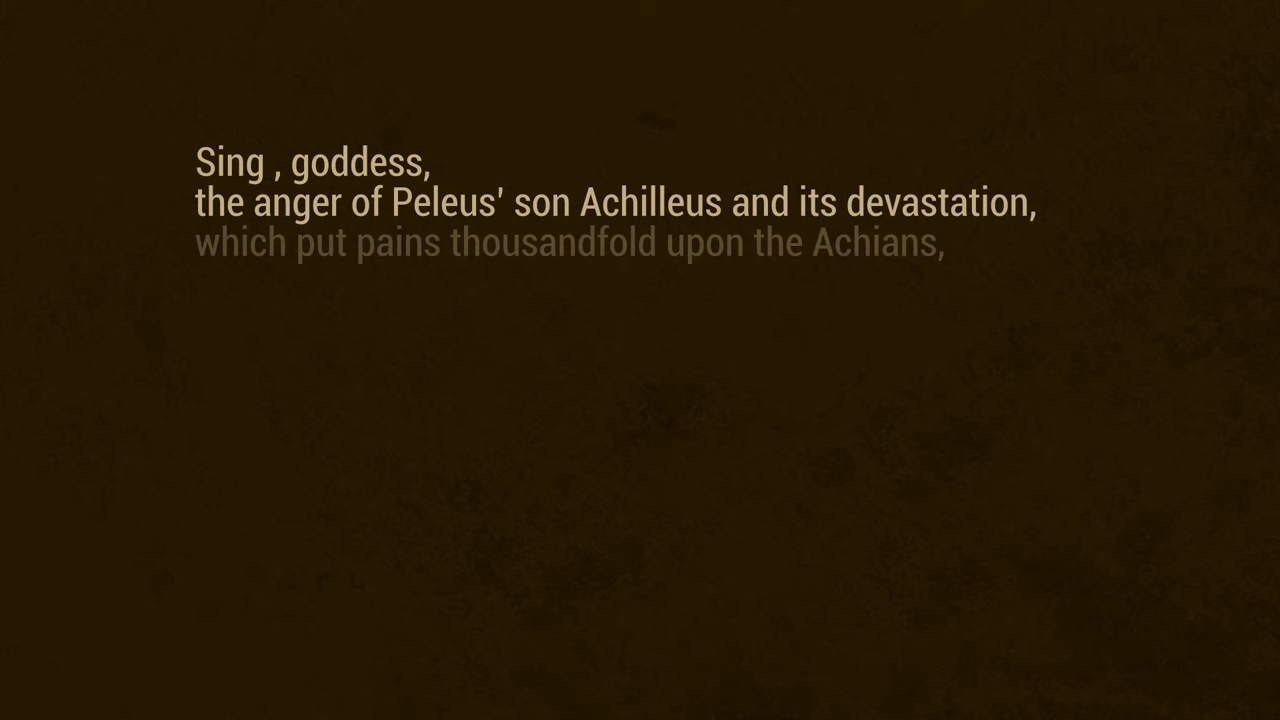 Sing , goddess,
the anger of Peleus’ son Achilleus and its devastation,
which put pains thousandfold upon the Achians,